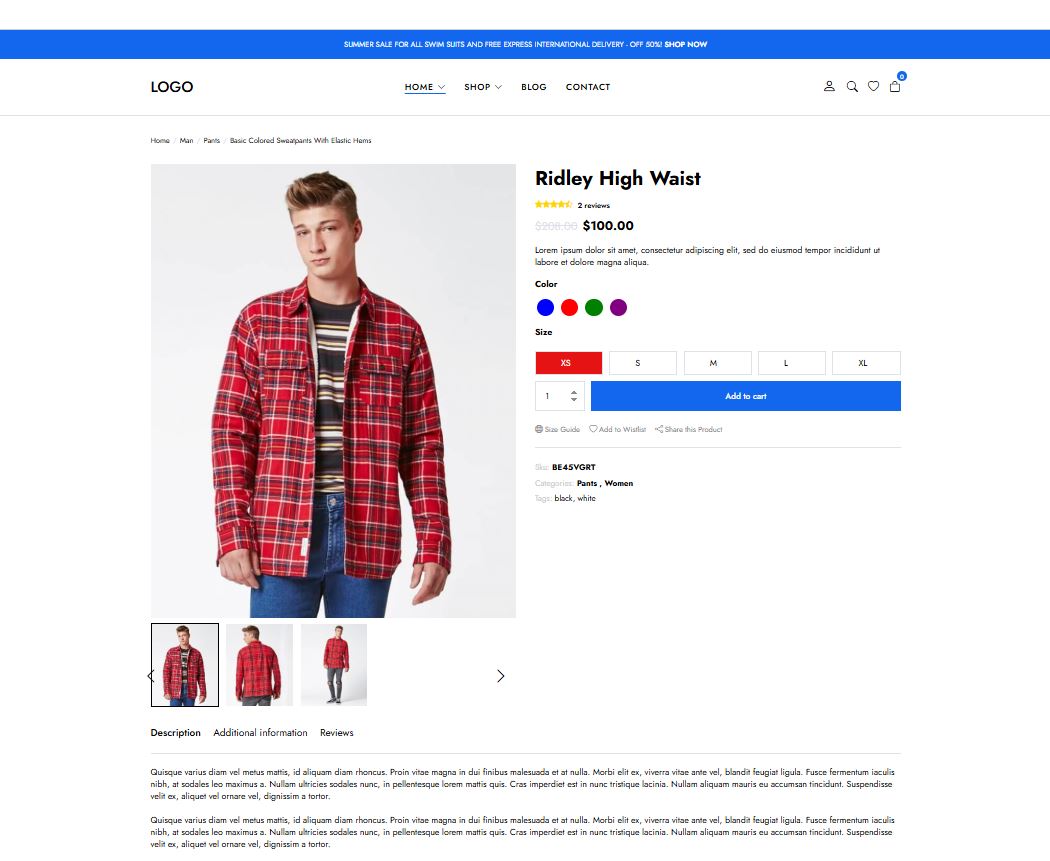 SUMMER SALE FOR ALL SWIM SUITS AND FREE EXPRESS INTERNATIONAL DELIVERY - OFF 50%! SHOP NOW
LOGO HOME SHOP BLOG CONTACT 0
Home / Man / Pants / Basic Colored Sweatpants With Elastic Hems
Ridley High Waist
2 reviews
$208.00 $100.00
Lorem ipsum dolor sit amet, consectetur adipiscing elit, sed do eiusmod tempor incididunt ut
labore et dolore magna aliqua.
Color
Size
XS S M L XL
1 Add to cart
Size Guide Add to Wistlist Share this Product
Sku: BE45VGRT
Categories: Pants , Women
Tags: black, white
Description Additional information Reviews
Quisque varius diam vel metus mattis, id aliquam diam rhoncus. Proin vitae magna in dui finibus malesuada et at nulla. Morbi elit ex, viverra vitae ante vel, blandit feugiat ligula. Fusce fermentum iaculis
nibh, at sodales leo maximus a. Nullam ultricies sodales nunc, in pellentesque lorem mattis quis. Cras imperdiet est in nunc tristique lacinia. Nullam aliquam mauris eu accumsan tincidunt. Suspendisse
velit ex, aliquet vel ornare vel, dignissim a tortor.
Quisque varius diam vel metus mattis, id aliquam diam rhoncus. Proin vitae magna in dui finibus malesuada et at nulla. Morbi elit ex, viverra vitae ante vel, blandit feugiat ligula. Fusce fermentum iaculis
nibh, at sodales leo maximus a. Nullam ultricies sodales nunc, in pellentesque lorem mattis quis. Cras imperdiet est in nunc tristique lacinia. Nullam aliquam mauris eu accumsan tincidunt. Suspendisse
velit ex, aliquet vel ornare vel, dignissim a tortor.